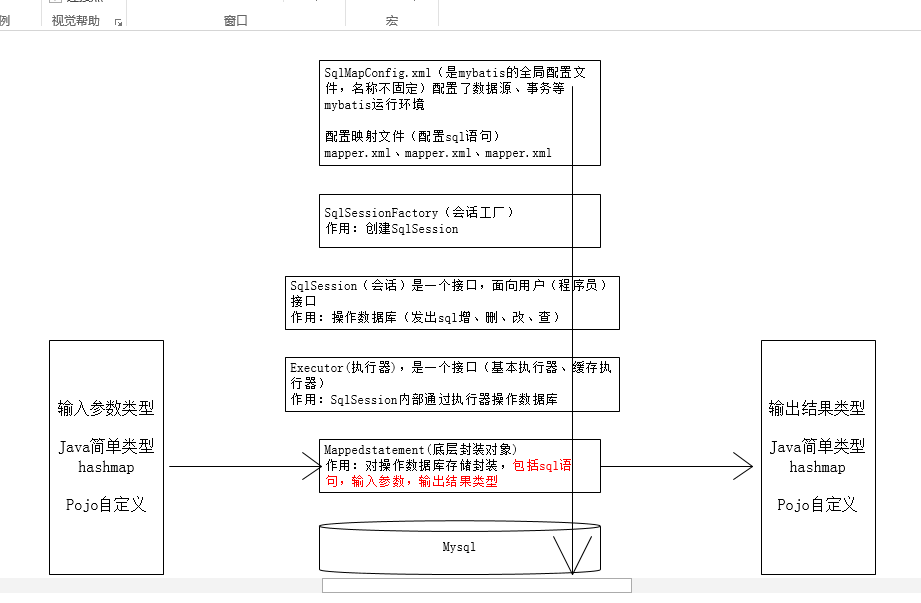 例
视觉帮助
窗口
宏
SqlMapConfig.xml（是mybatis的全局配置文
件，名称不固定）配置了数据源、事务等
mybatis运行环境
配置映射文件（配置sql语句）
mapper.xml、mapper.xml、mapper.xml
SqlSessionFactory（会话工厂）
作用：创建SqlSession
SqlSession（会话）是一个接口，面向用户（程序员）
接口
作用：操作数据库（发出sql增、删、改、查）
Executor(执行器)，是一个接口（基本执行器、缓存执
行器）
作用：SqlSession内部通过执行器操作数据库
输入参数类型
Java简单类型
hashmap
Pojo自定义
Mappedstatement(底层封装对象)
作用：对操作数据库存储封装，包括sql语
句，输入参数，输出结果类型
Mysql
输出结果类型
Java简单类型
hashmap
Pojo自定义